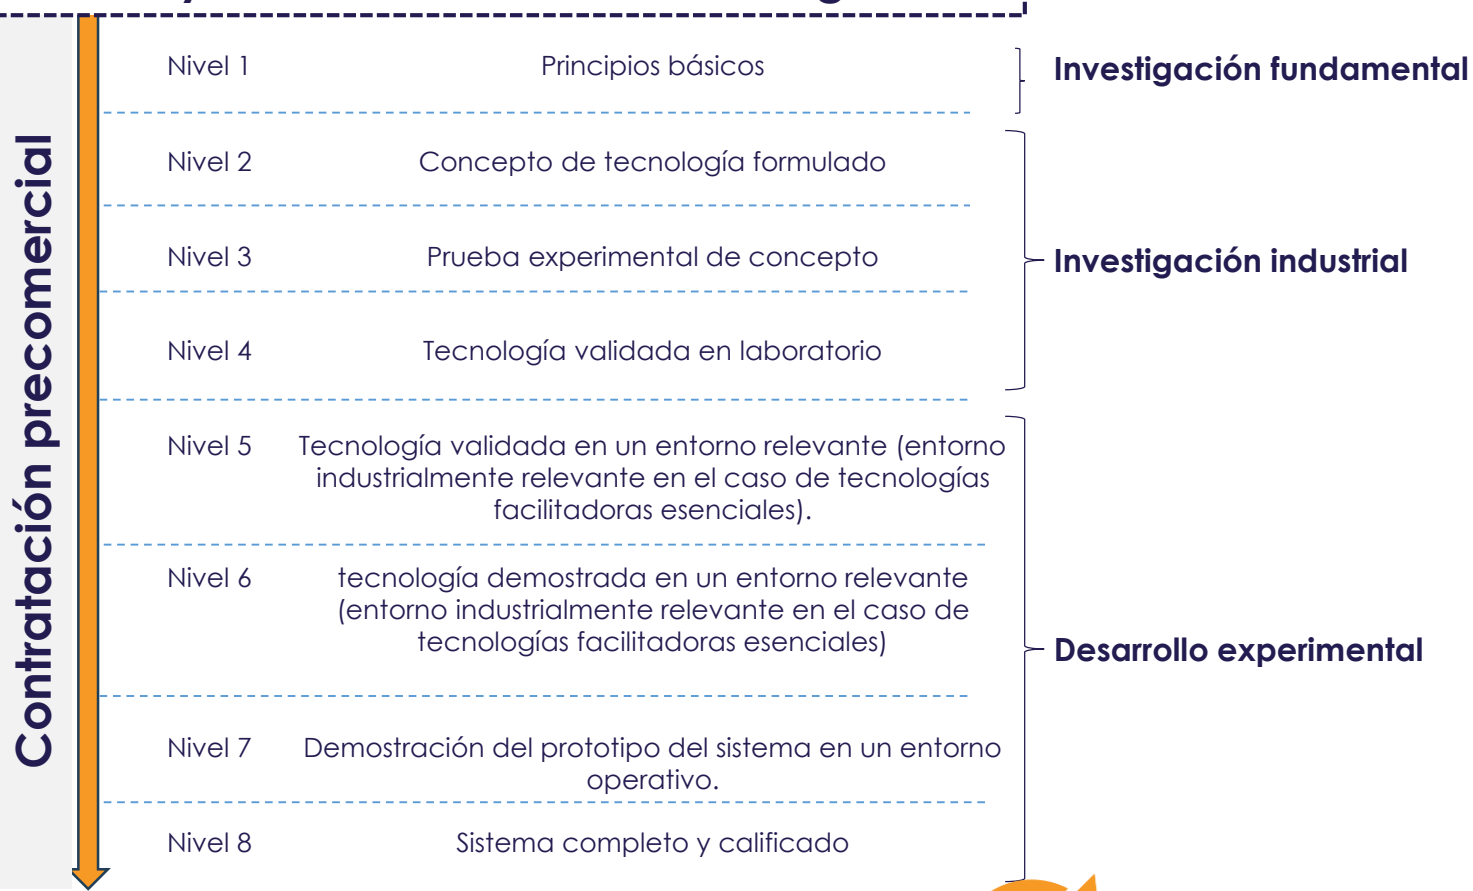 Contratación precomercial
Nivel 1
Principios básicos
Investigación fundamental
Nivel 2
Concepto de tecnología formulado
Nivel 3
Prueba experimental de concepto
Investigación industrial
Nivel 4
Tecnología validada en laboratorio
Nivel 5
Tecnología validada en un entorno relevante (entorno
industrialmente relevante en el caso de tecnologías
facilitadoras esenciales).
Nivel 6
tecnología demostrada en un entorno relevante
(entorno industrialmente relevante en el caso de
tecnologías facilitadoras esenciales)
Desarrollo experimental
Nivel 7
Demostración del prototipo del sistema en un entorno
operativo.
Nivel 8
Sistema completo y calificado